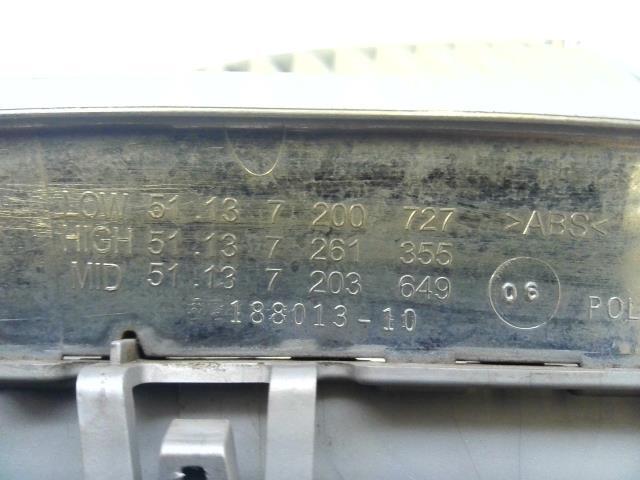 LOW 51.13 7 200 727 >ABS<
HIGH 51.13 7 261 355
MID 51.13 7 203 649 06
188013-10 POL